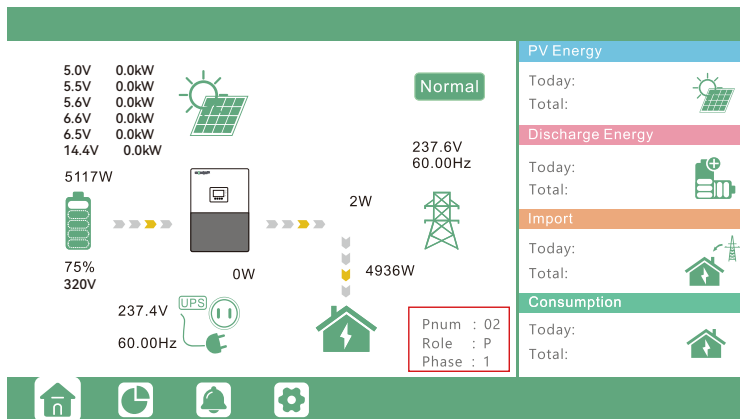 5.0V 0.0kW
5.5V 0.0kW
5.6V 0.0kW
6.6V 0.0kW
6.5V 0.0kW
14.4V 0.0kW
5117W
75%
320V
0W
237.4V
UPS
60.00Hz
Normal
237.6V
60.00Hz
2W
4936W
Pnum : 02
Role : P
Phase : 1
PV Energy
Today:
Total:
Discharge Energy
Today:
Total:
Import
Today:
Total:
Consumption
Today:
Total: